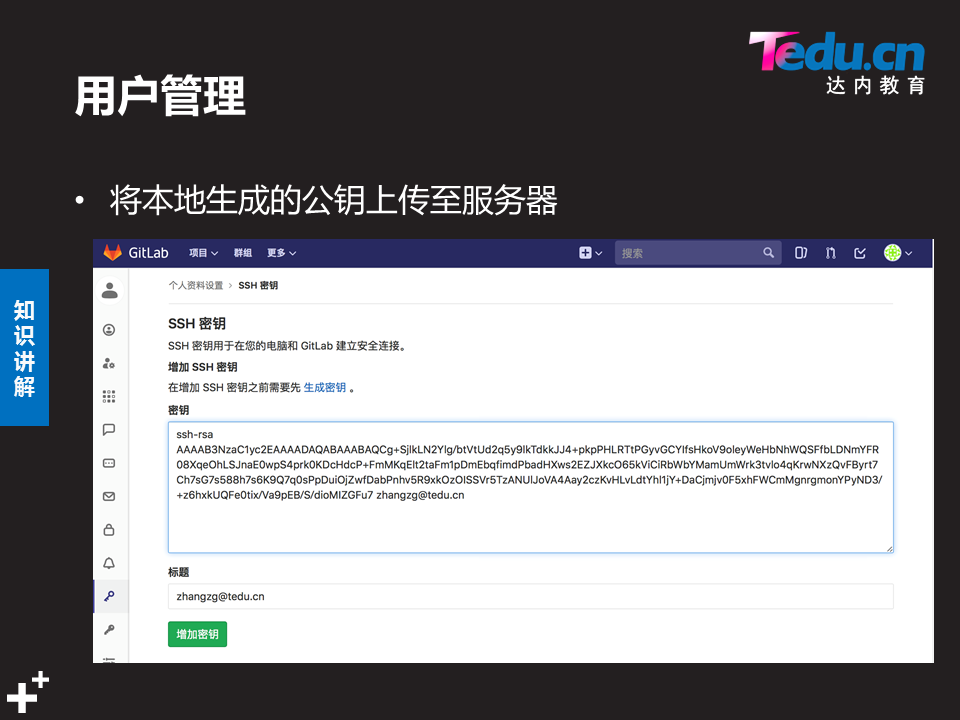 Tedu.cn
达内教育
用户管理
• 将本地生成的公钥上传至服务器
知识讲解
GitLab 项目 群组 更多 搜索
个人资料设置 › SSH 密钥
SSH 密钥
SSH 密钥用于在您的电脑和 GitLab 建立安全连接。
增加 SSH 密钥
在增加 SSH 密钥之前需要先 生成密钥 。
密钥
ssh-rsa
AAAAB3NzaC1yc2EAAAADAQABAAABAQCg+SjlkLN2Ylg/btVtUd2q5y9lkTdkkJJ4+pkpPHLRTtPGyvGCYIfsHkoV9oleyWeHbNhWQSFfbLDNmYFR
08XqeOhLSJnaE0wpS4prk0KDcHdcP+FmMKqElt2taFm1pDmEbqfimdPbadHXws2EZJXkcO65kViCiRbWbYMamUmWrk3tvlo4qKrwNXzQvFByrt7
Ch7sG7s588h7s6K9Q7q0sPpDuiOjZwfDabPnhv5R9xkOzOISSVr5TzANUlJoVA4Aay2czKvHLvLdtYhl1jY+DaCjmjv0F5xhFWCmMgnrgmonYPyND3/
+z6hxkUQFe0tix/Va9pEB/S/dioMIZGFu7 zhangzg@tedu.cn
标题
zhangzg@tedu.cn
增加密钥